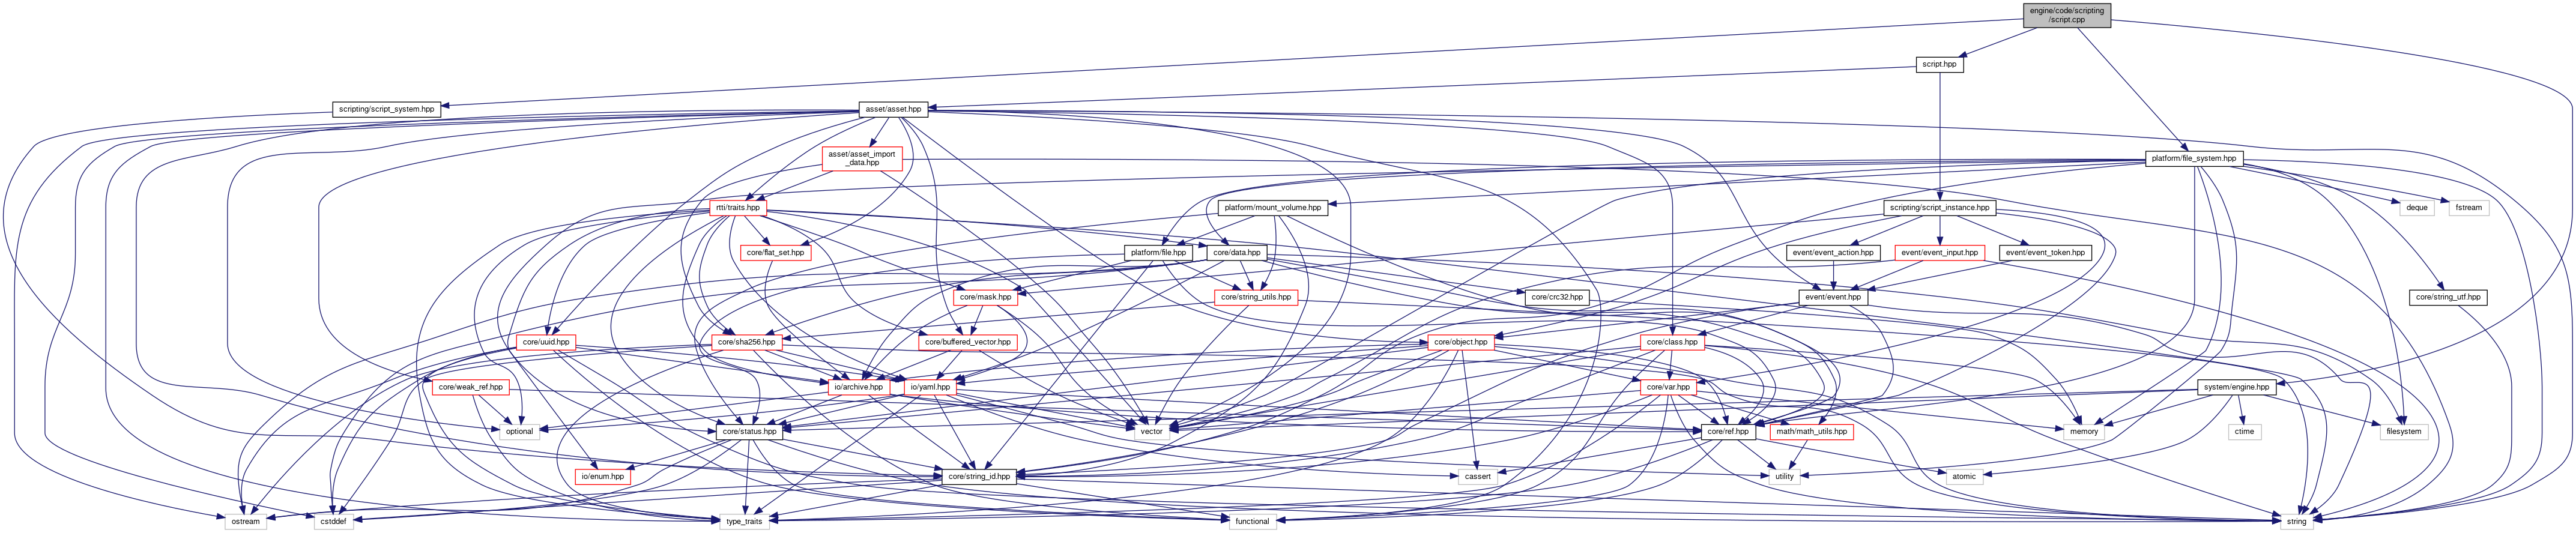 engine/code/scripting
/script.cpp
script.hpp
scripting/script_system.hpp
asset/asset.hpp
asset/asset_import
_data.hpp
platform/file_system.hpp
rtti/traits.hpp
platform/mount_volume.hpp
scripting/script_instance.hpp
deque
fstream
core/flat_set.hpp
platform/file.hpp
core/data.hpp
event/event_action.hpp
event/event_input.hpp
event/event_token.hpp
core/mask.hpp
core/string_utils.hpp
core/crc32.hpp
event/event.hpp
core/string_utf.hpp
core/uuid.hpp
core/sha256.hpp
core/buffered_vector.hpp
core/object.hpp
core/class.hpp
core/weak_ref.hpp
io/archive.hpp
io/yaml.hpp
core/var.hpp
system/engine.hpp
optional
core/status.hpp
vector
core/ref.hpp
math/math_utils.hpp
memory
ctime
filesystem
io/enum.hpp
core/string_id.hpp
cassert
utility
atomic
ostream
cstddef
type_traits
functional
string